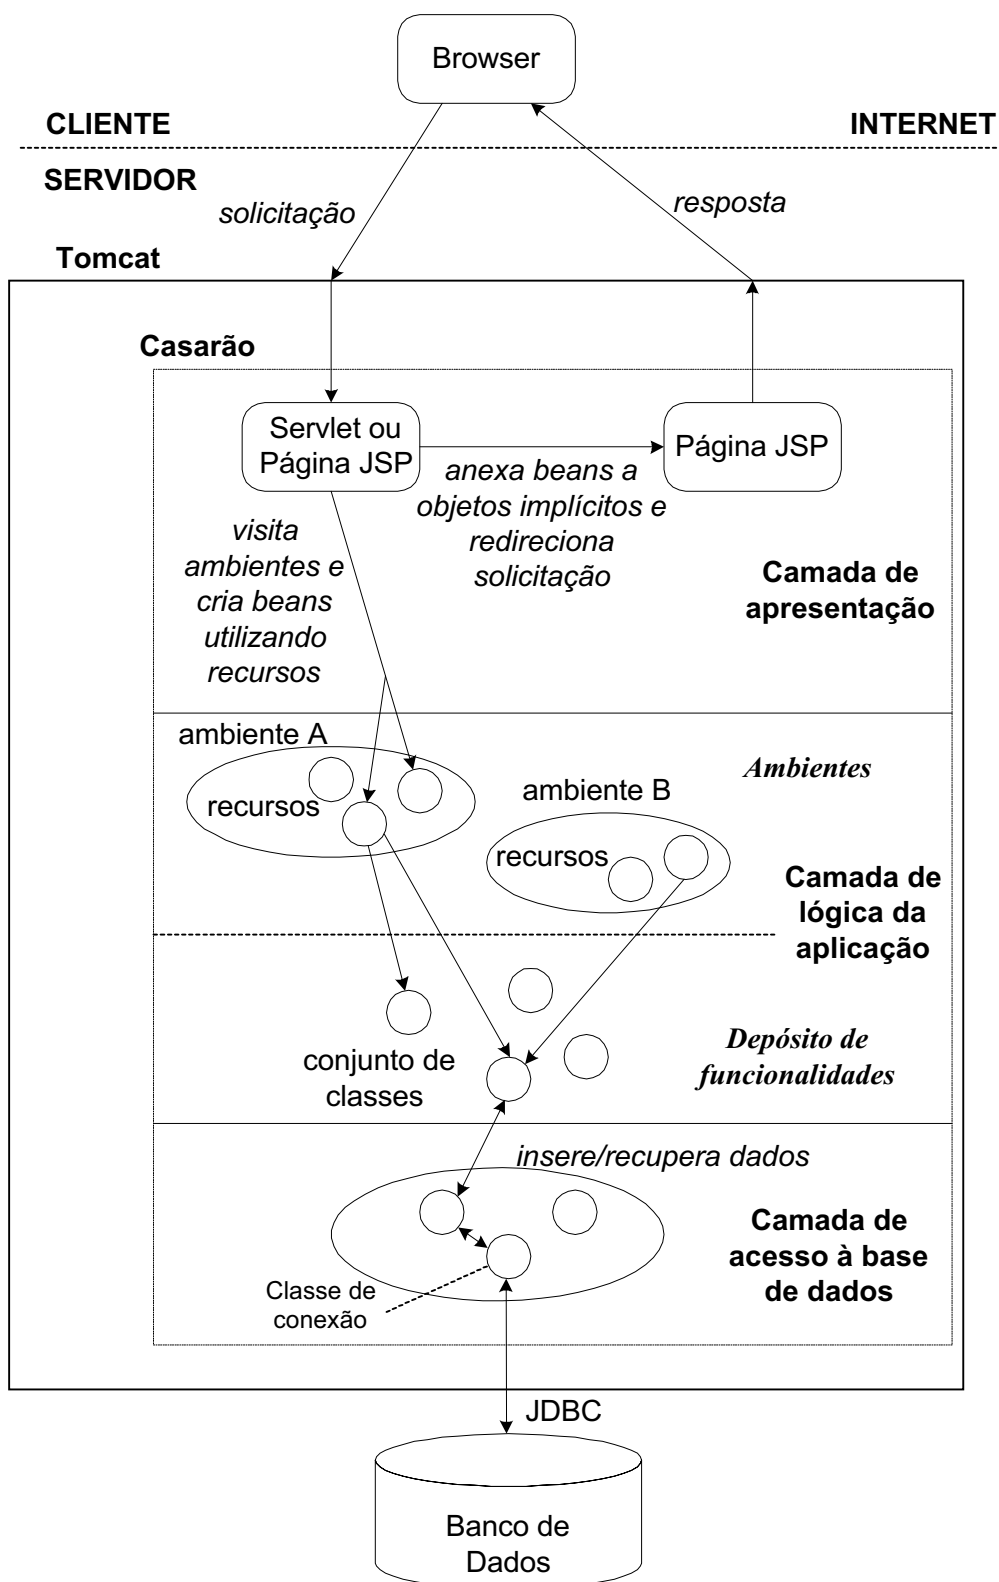 Browser
CLIENTE
INTERNET
SERVIDOR
solicitação
resposta
Tomcat
Casarão
Servlet ou
Página JSP
Página JSP
anexa beans a
objetos implícitos e
redireciona
solicitação
visita
ambientes e
cria beans
utilizando
recursos
Camada de
apresentação
ambiente A
recursos
Ambientes
ambiente B
recursos
Camada de
lógica da
aplicação
conjunto de
classes
Depósito de
funcionalidades
insere/recupera dados
Camada de
acesso à base
de dados
Classe de
conexão
JDBC
Banco de
Dados